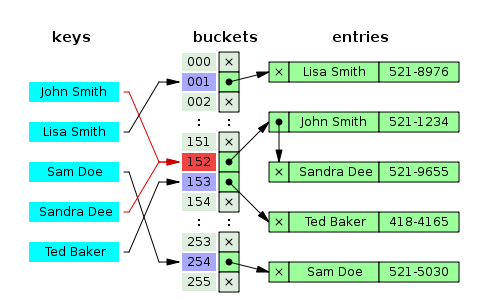 keys buckets entries
000 ×
001 × Lisa Smith 521-8976
John Smith
002 ×
: :
Lisa Smith × John Smith 521-1234
151 ×
152
Sam Doe × Sandra Dee 521-9655
153
154 ×
Sandra Dee
: : × Ted Baker 418-4165
253 ×
Ted Baker
254 × Sam Doe 521-5030
255 ×